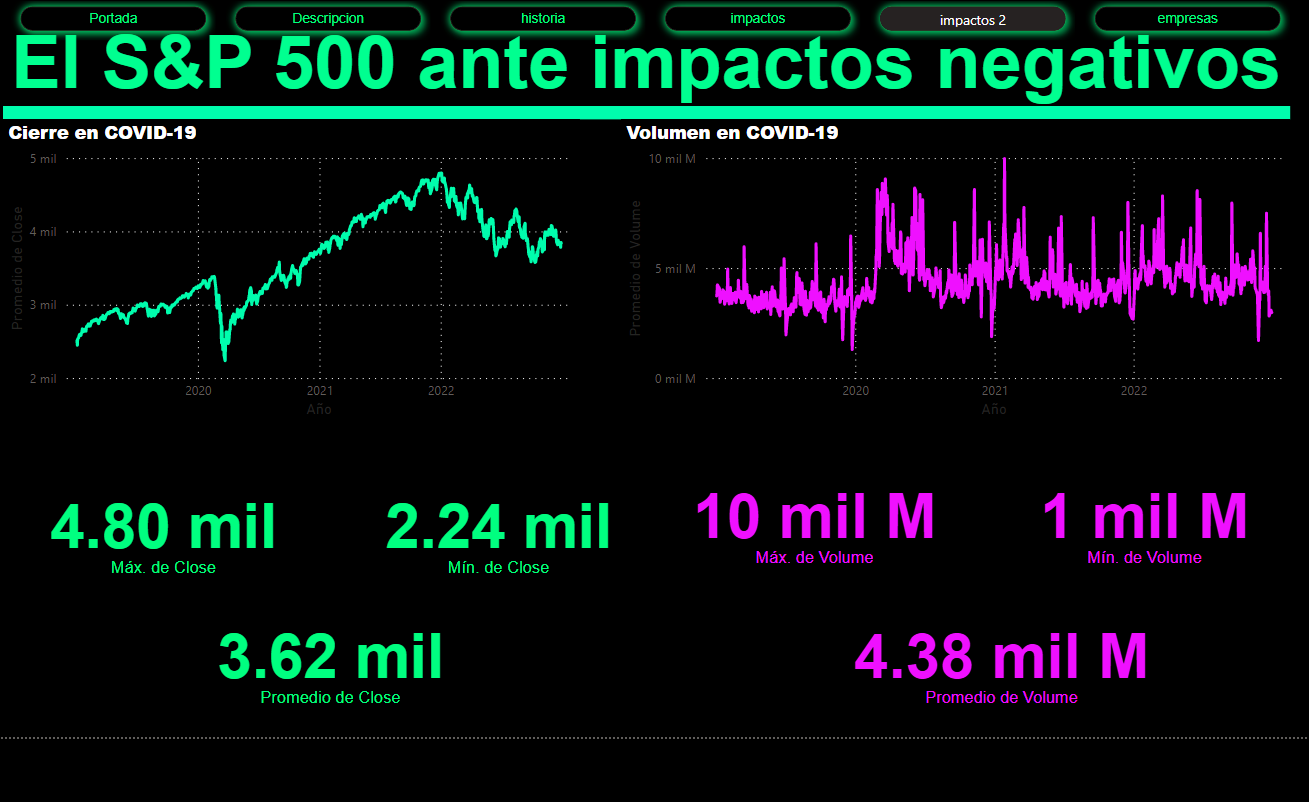 Portada
Descripcion
historia
impactos
impactos 2
empresas
El S&P 500 ante impactos negativos
Cierre en COVID-19
Promedio de Close
5 mil
4 mil
3 mil
2 mil
2020
2021
2022
Año
Volumen en COVID-19
Promedio de Volume
10 mil M
5 mil M
0 mil M
2020
2021
2022
Año
4.80 mil
Máx. de Close
2.24 mil
Mín. de Close
10 mil M
Máx. de Volume
1 mil M
Mín. de Volume
3.62 mil
Promedio de Close
4.38 mil M
Promedio de Volume